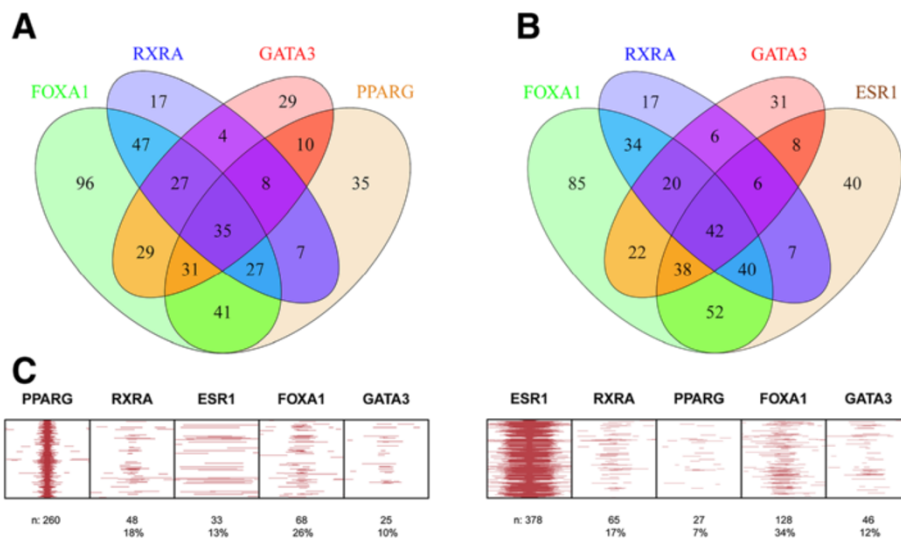 A
B
RXRA GATA3
FOXA1 PPARG
17 29
47 4 10
96 27 8 35
35
29 31 27 7
41
RXRA GATA3
FOXA1 ESR1
17 31
34 6 8
85 20 6 40
42
22 38 40 7
52
C
PPARG RXRA ESR1 FOXA1 GATA3
n: 260 48 33 68 25
18% 13% 26% 10%
ESR1 RXRA PPARG FOXA1 GATA3
n: 378 65 27 128 46
17% 7% 34% 12%